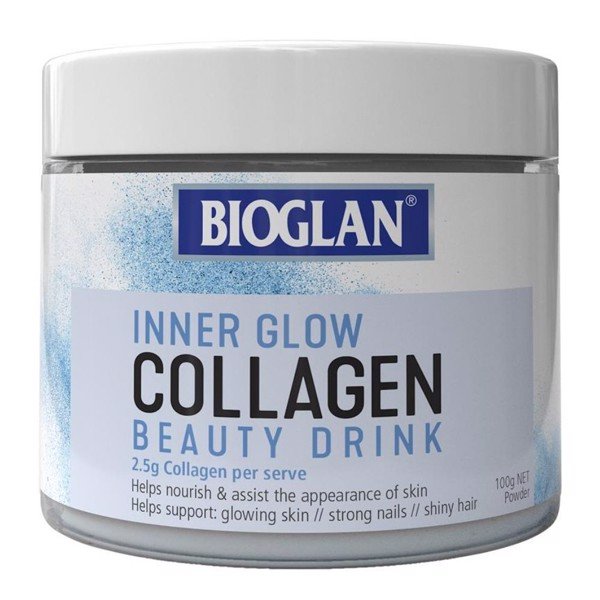 BIOGLAN®
INNER GLOW
COLLAGEN
BEAUTY DRINK
2.5g Collagen per serve
Helps nourish & assist the appearance of skin
Helps support: glowing skin // strong nails // shiny hair
100g NET
Powder